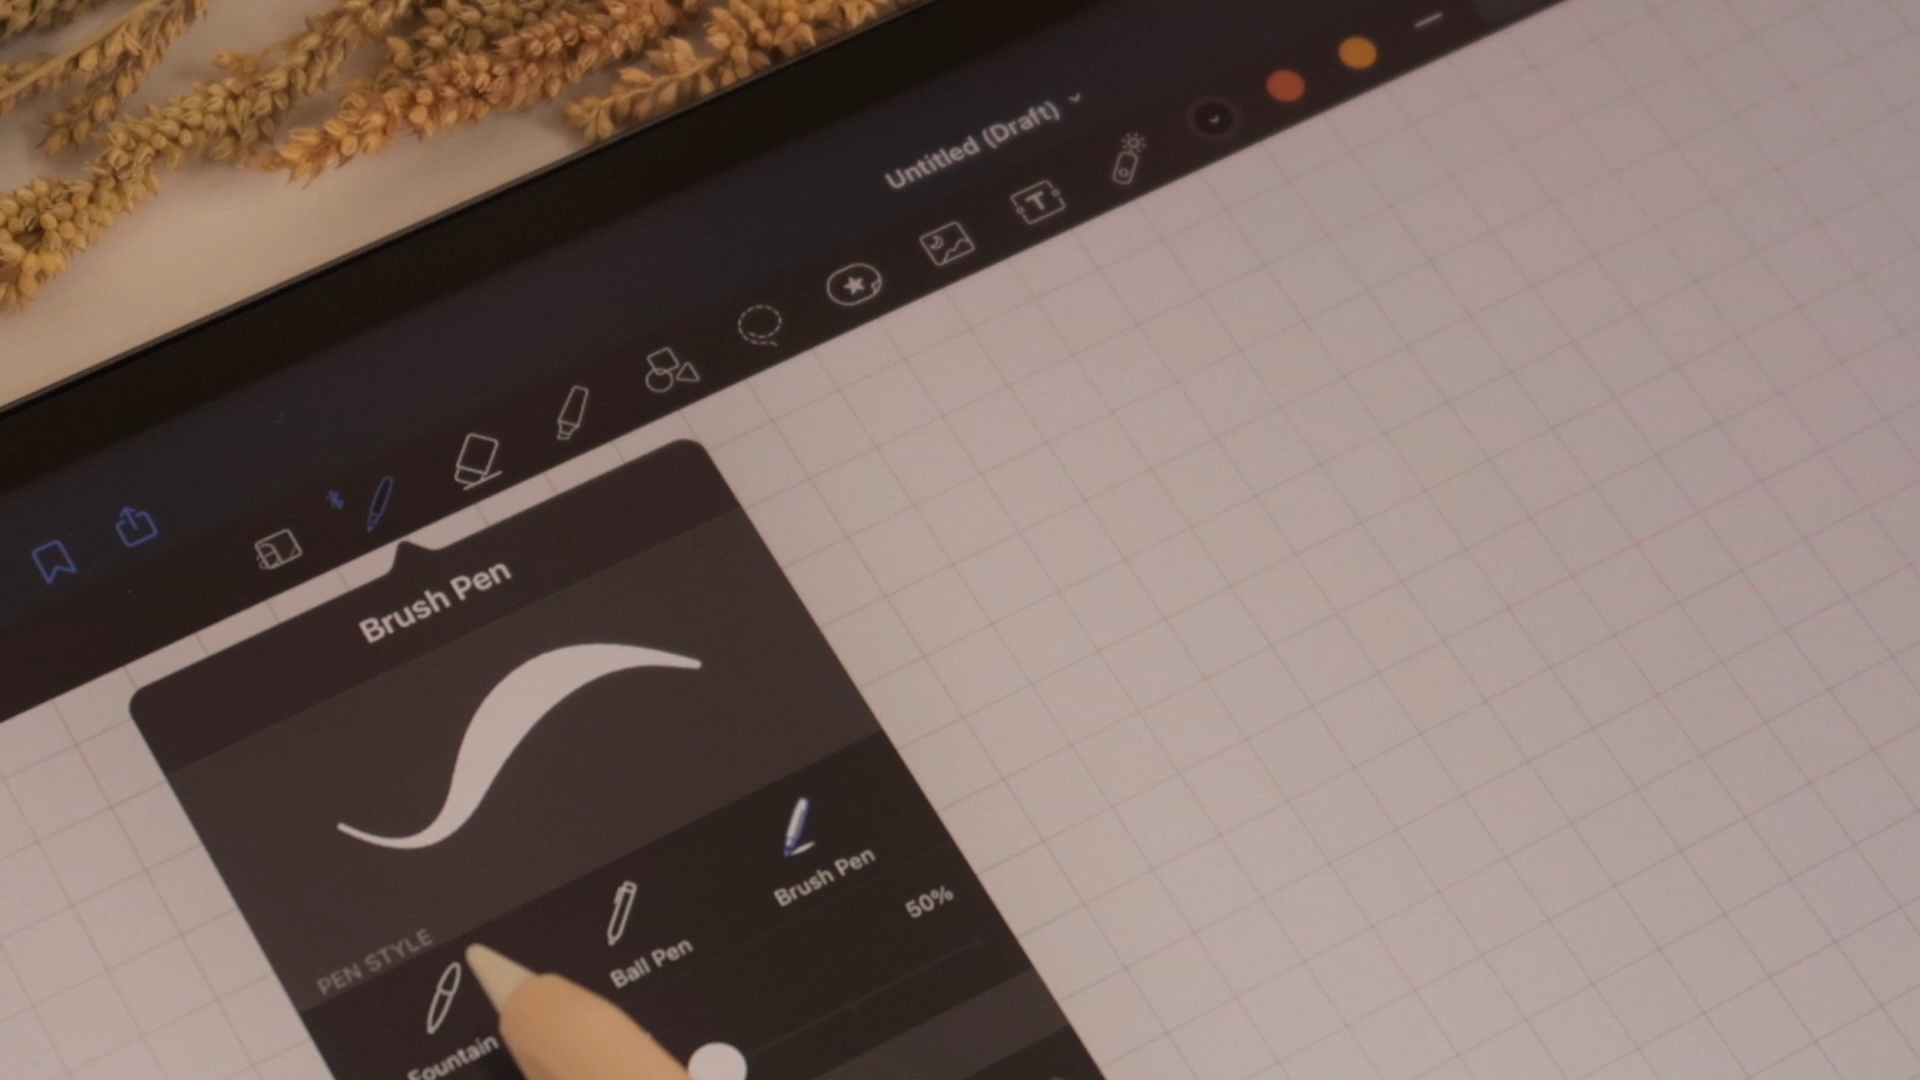 Untitled (Draft)
Brush Pen
PEN STYLE
Fountain
Ball Pen
Brush Pen
50%